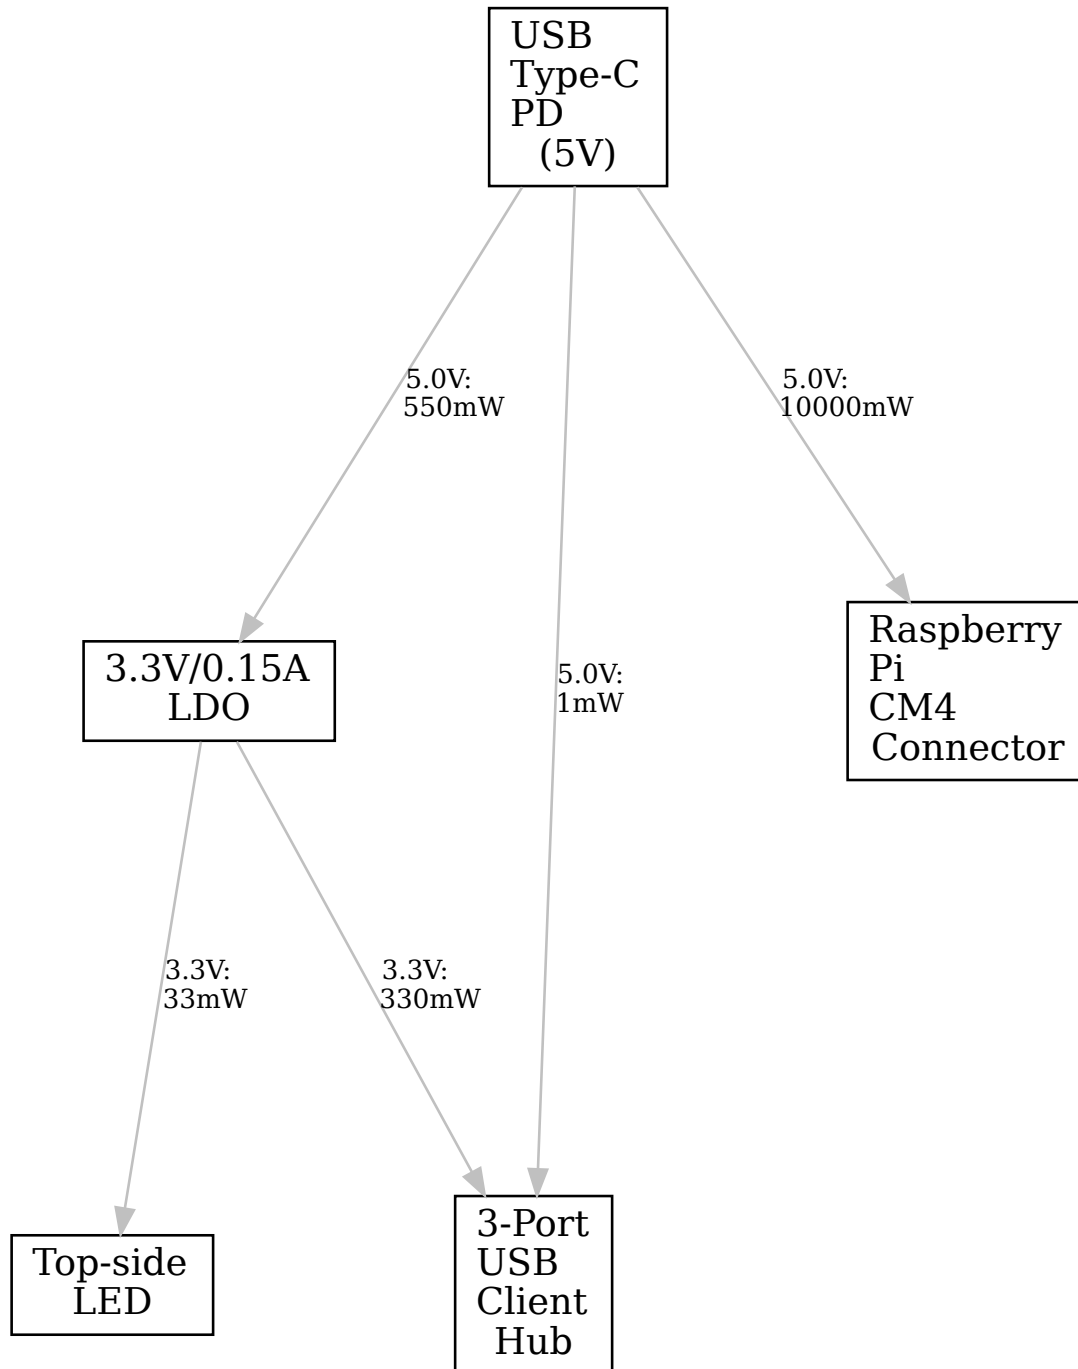 USB
Type-C
PD
(5V)
5.0V:
550mW
5.0V:
10000mW
3.3V/0.15A
LDO
5.0V:
1mW
Raspberry
Pi
CM4
Connector
3.3V:
33mW
3.3V:
330mW
Top-side
LED
3-Port
USB
Client
Hub